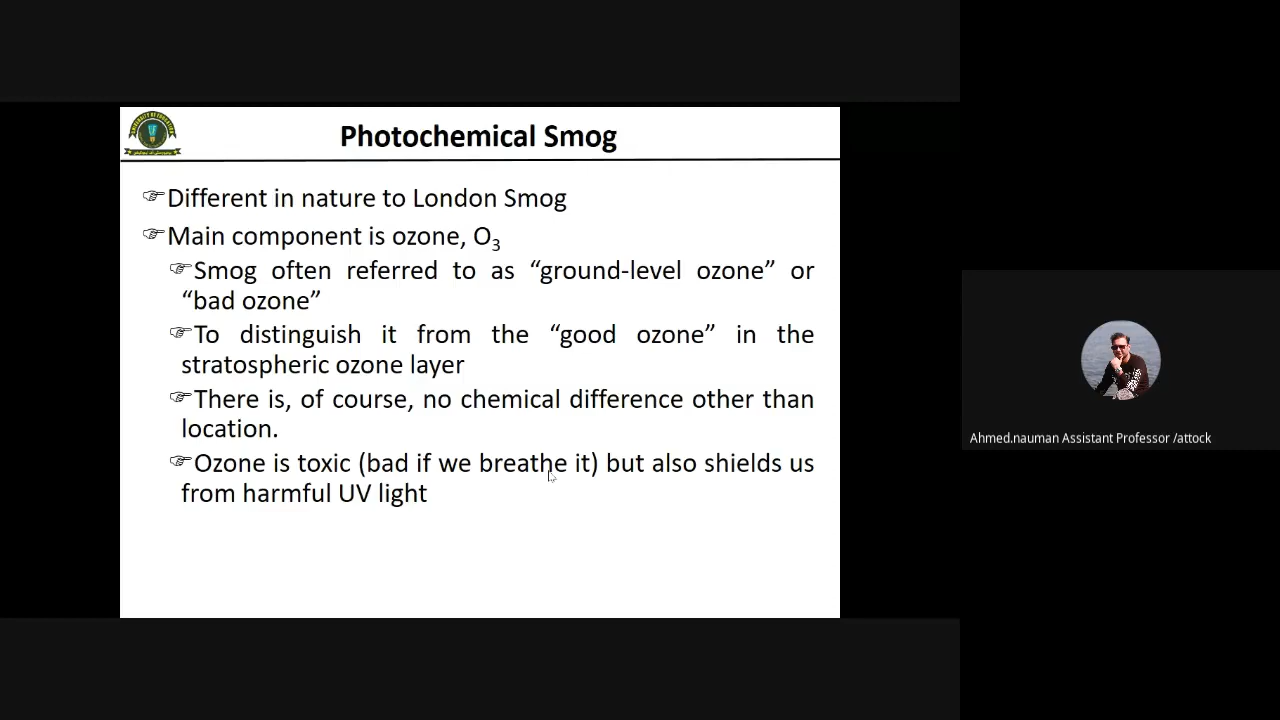 Photochemical Smog
☞Different in nature to London Smog
☞Main component is ozone, O3
☞Smog often referred to as “ground-level ozone” or
“bad ozone”
☞To distinguish it from the “good ozone” in the
stratospheric ozone layer
☞There is, of course, no chemical difference other than
location.
☞Ozone is toxic (bad if we breathe it) but also shields us
from harmful UV light
Ahmed.nauman Assistant Professor /attock